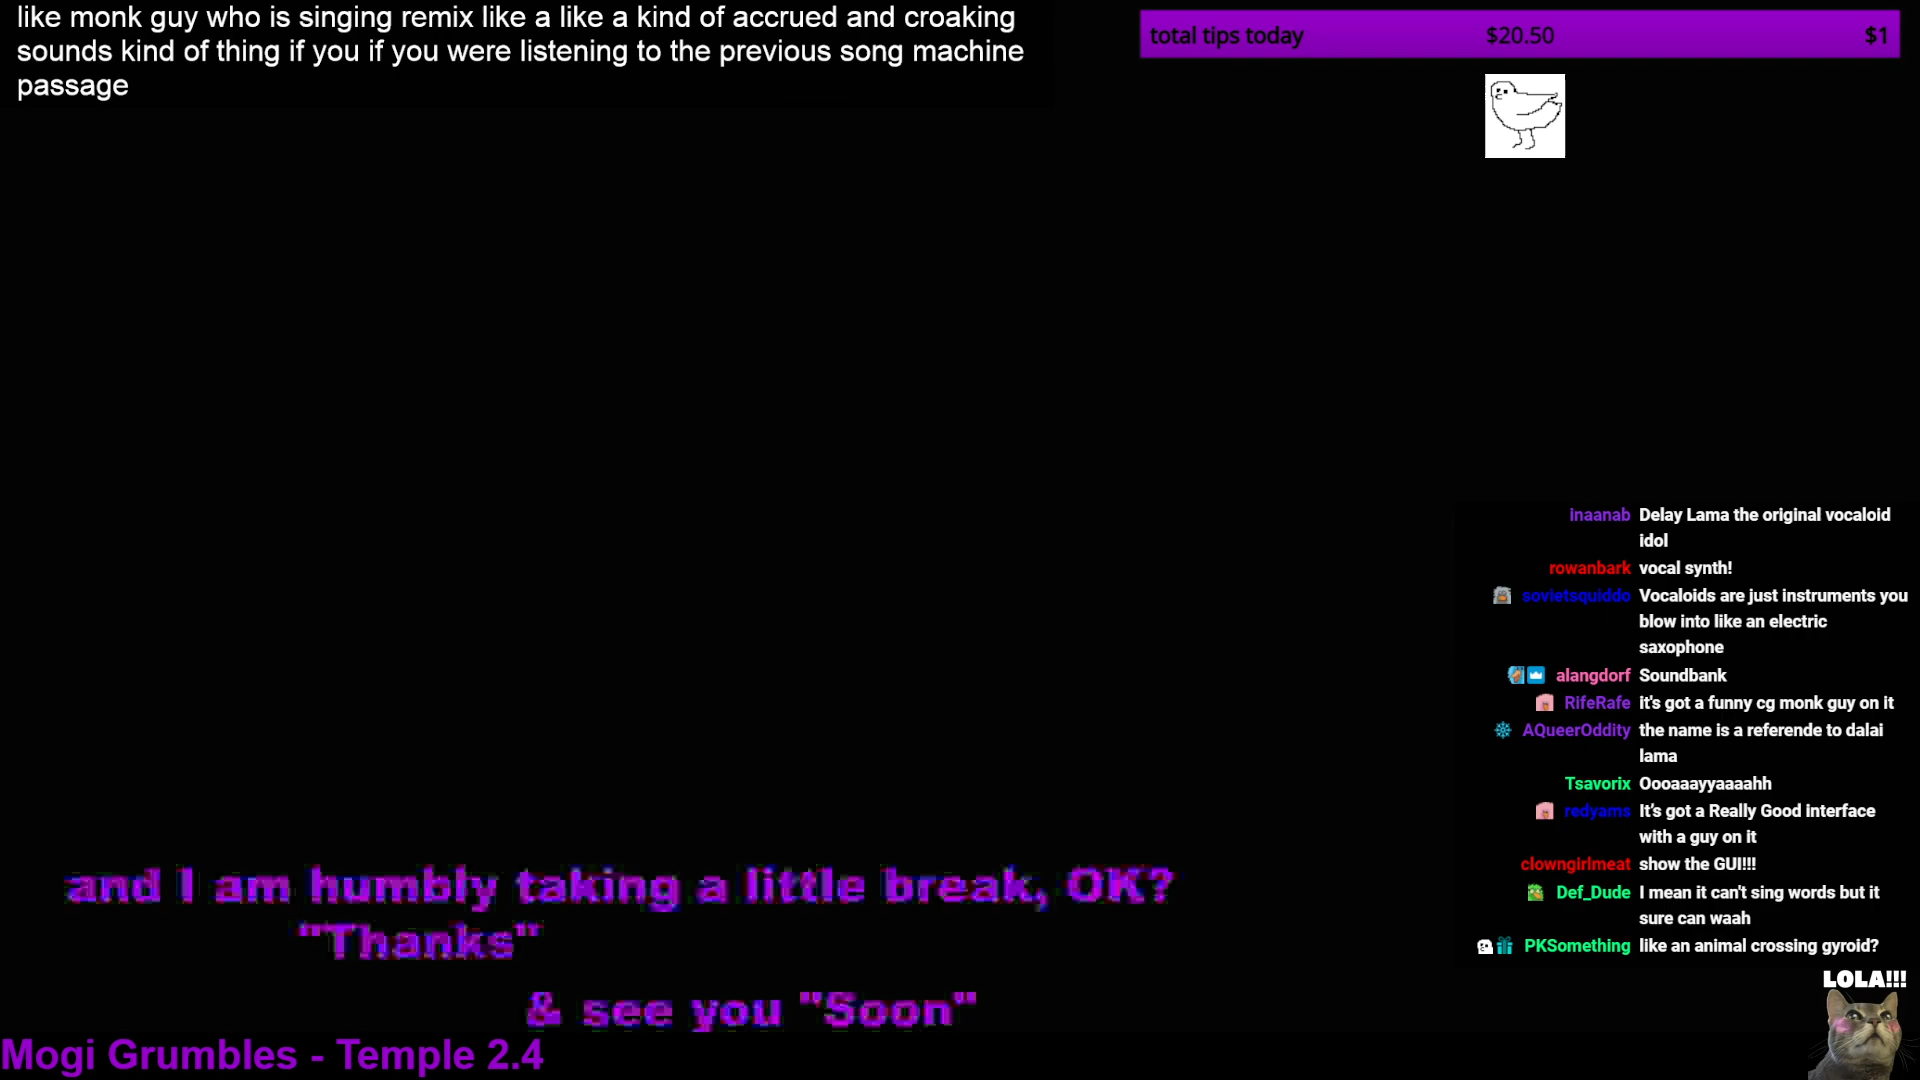 like monk guy who is singing remix like a like a kind of accrued and croaking
sounds kind of thing if you if you were listening to the previous song machine
passage
total tips today $20.50 $1
inaanab Delay Lama the original vocaloid
idol
rowanbark vocal synth!
sovietsquiddo Vocaloids are just instruments you
blow into like an electric
saxophone
alangdorf Soundbank
RifeRafe it's got a funny cg monk guy on it
AQueerOddity the name is a referende to dalai
lama
Tsavorix Oooaaayyaaaahh
redyams It's got a Really Good interface
with a guy on it
clowngirlmeat show the GUI!!!
Def_Dude I mean it can't sing words but it
sure can waah
PKSomething like an animal crossing gyroid?
LOLA!!!
and I am humbly taking a little break, OK?
"Thanks"
& see you "Soon"
Mogi Grumbles - Temple 2.4